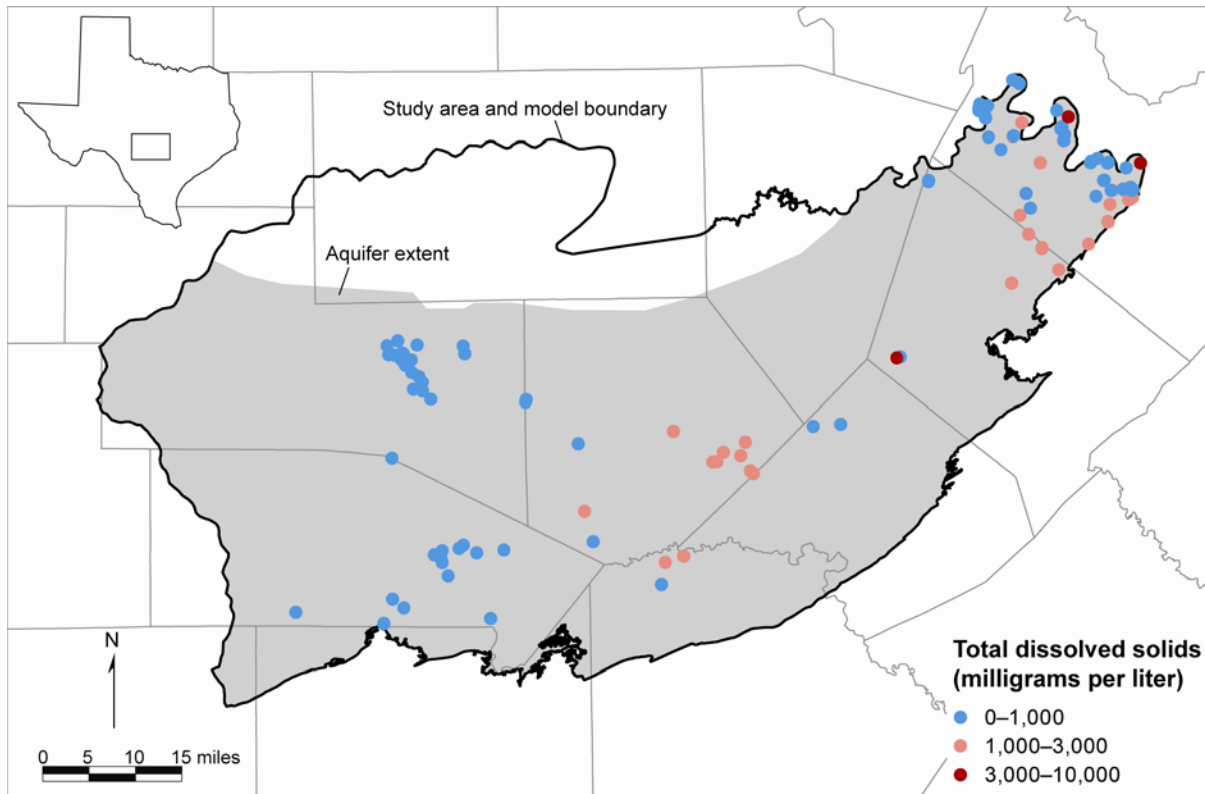 Study area and model boundary
Aquifer extent
N
0 5 10 15 miles
Total dissolved solids
(milligrams per liter)
0–1,000
1,000–3,000
3,000–10,000